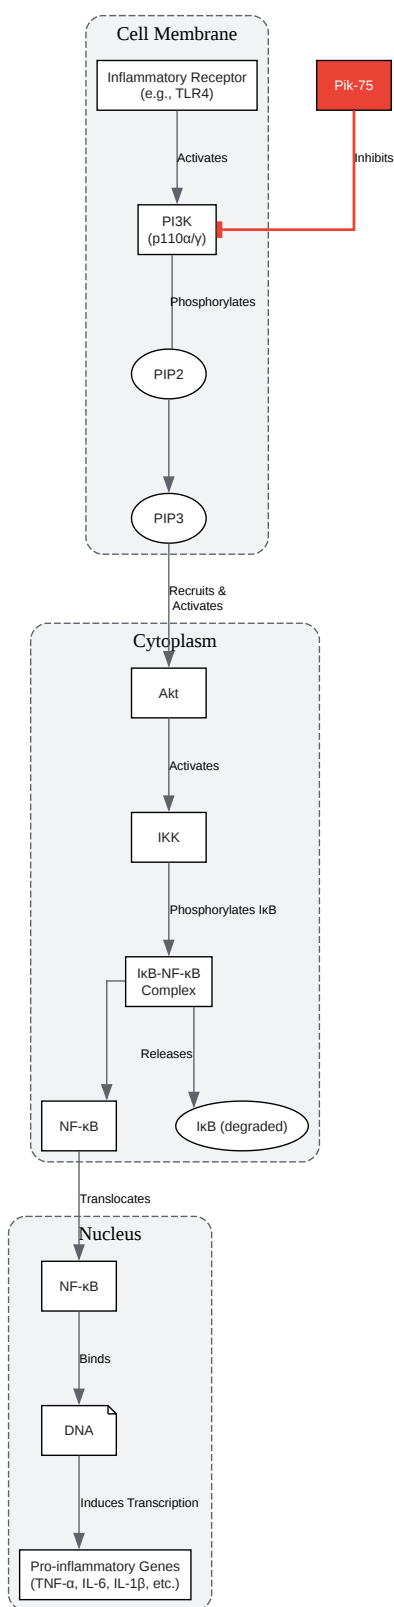 Cell Membrane
Inflammatory Receptor
(e.g., TLR4)
Pik-75
Activates
Inhibits
PI3K
(p110α/γ)
Phosphorylates
PIP2
PIP3
Recruits &
Activates
Cytoplasm
Akt
Activates
IKK
Phosphorylates IκB
IκB-NF-κB
Complex
Releases
NF-κB
IκB (degraded)
Translocates
Nucleus
NF-κB
Binds
DNA
Induces Transcription
Pro-inflammatory Genes
(TNF-α, IL-6, IL-1β, etc.)